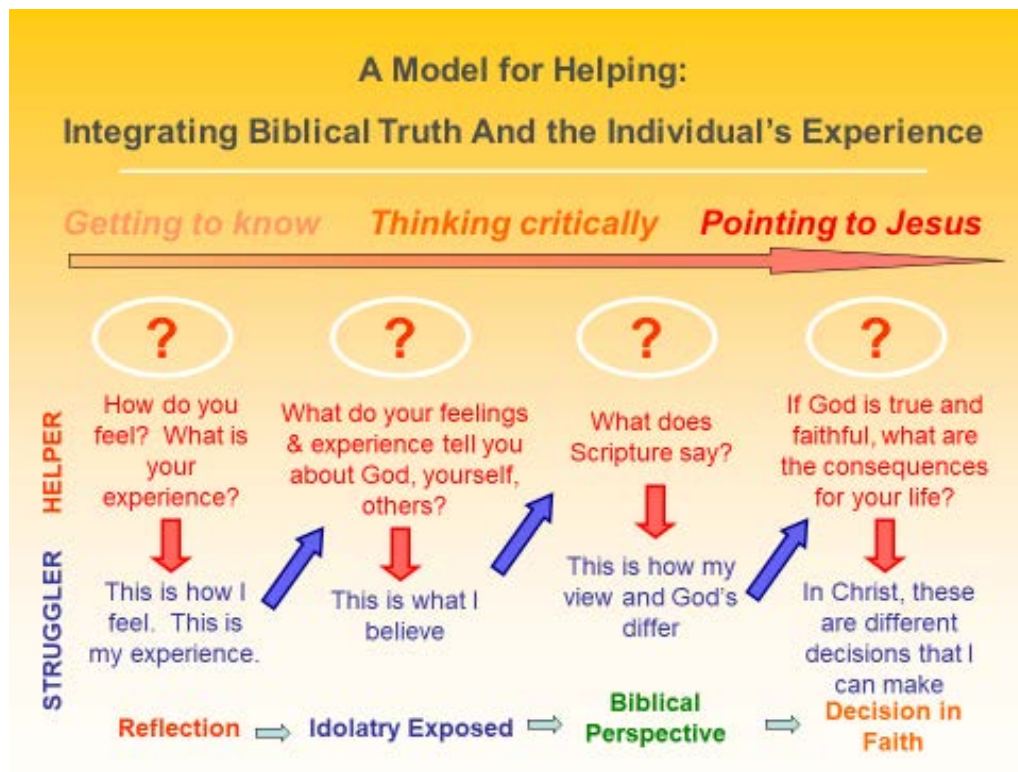 A Model for Helping:
Integrating Biblical Truth And the Individual's Experience
Getting to know Thinking critically Pointing to Jesus
? ? ? ?
HELPER
How do you
feel? What is
your
experience?
What do your feelings
& experience tell you
about God, yourself,
others?
What does
Scripture say?
If God is true and
faithful, what are
the consequences
for your life?
STRUGGLER
This is how I
feel. This is
my experience.
This is what I
believe
This is how my
view and God's
differ
In Christ, these
are different
decisions that I
can make
Reflection
Idolatry Exposed
Biblical
Perspective
Decision in
Faith